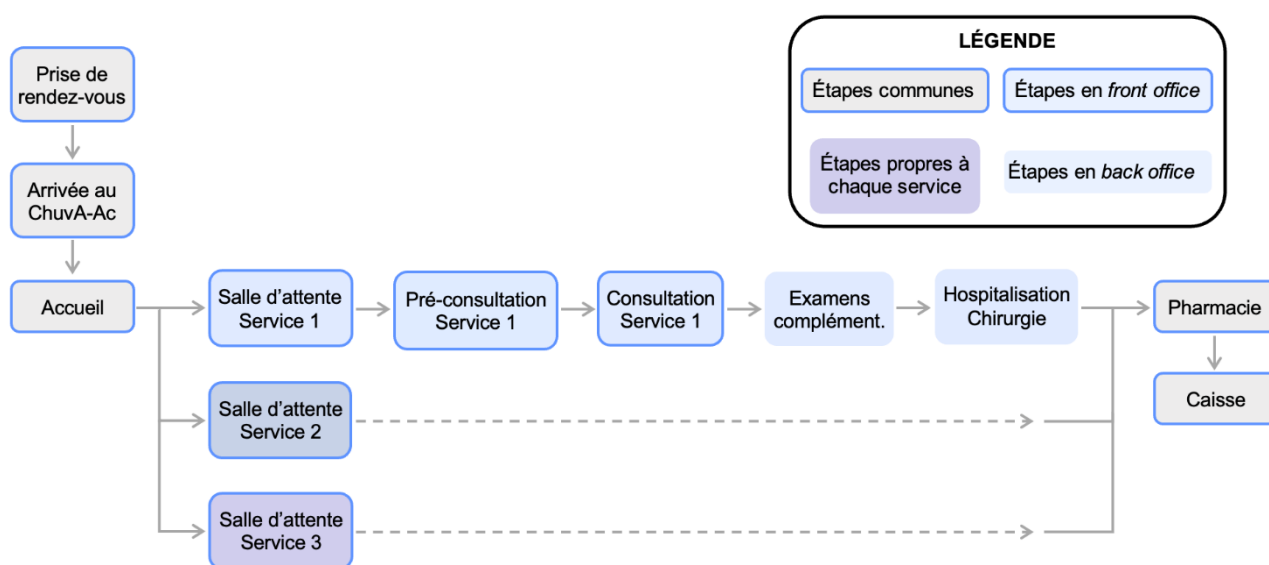 LÉGENDE
Étapes communes
Étapes en front office
Étapes propres à
chaque service
Étapes en back office
Prise de
rendez-vous
Arrivée au
ChuvA-Ac
Accueil
Salle d'attente
Service 1
Pré-consultation
Service 1
Consultation
Service 1
Examens
complément.
Hospitalisation
Chirurgie
Pharmacie
Caisse
Salle d'attente
Service 2
Salle d'attente
Service 3